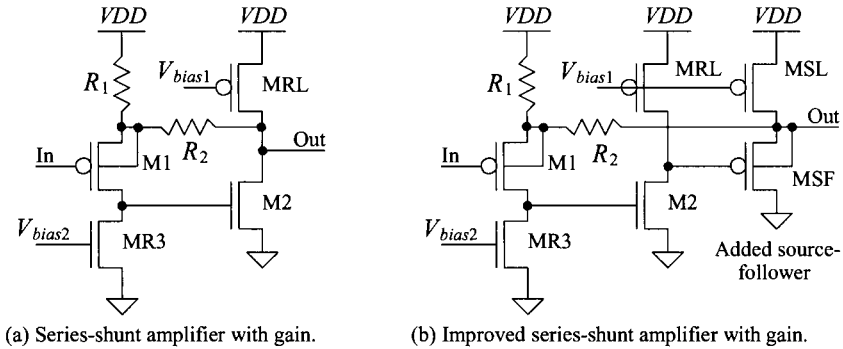 VDD
VDD
R1
Vbias1
MRL
R2
Out
In
M1
M2
Vbias2
MR3
(a) Series-shunt amplifier with gain.
VDD
VDD
VDD
R1
Vbias1
MRL
MSL
Out
In
M1
R2
M2
MSF
Vbias2
MR3
Added source-
follower
(b) Improved series-shunt amplifier with gain.